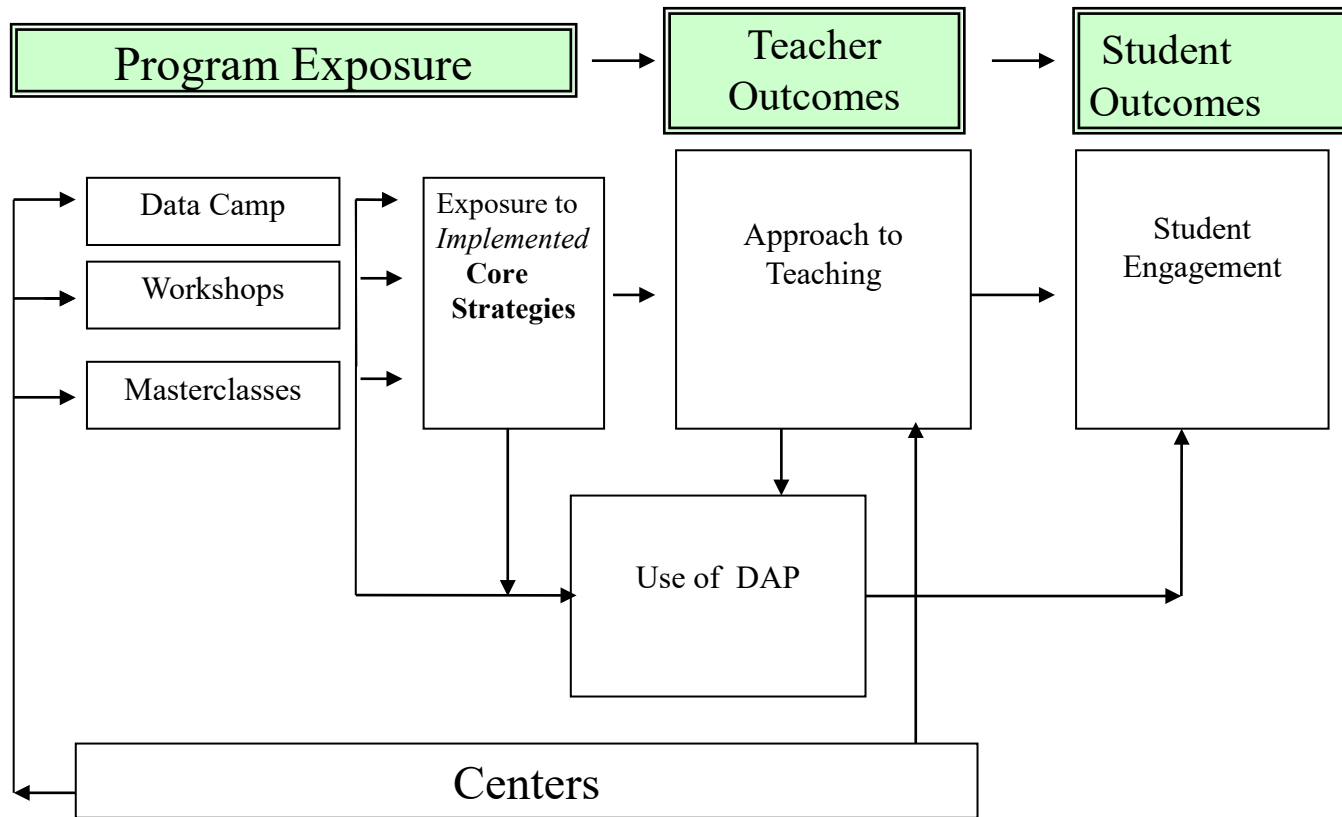 Program Exposure
Teacher
Outcomes
Student
Outcomes
Data Camp
Workshops
Masterclasses
Exposure to
Implemented
Core
Strategies
Approach to
Teaching
Student
Engagement
Use of DAP
Centers